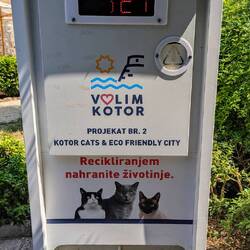 VOLIM
KOTOR
PROJEKAT BR. 2
KOTOR CATS & ECO FRIENDLY CITY
Recikliranjem
nahranite životinje.